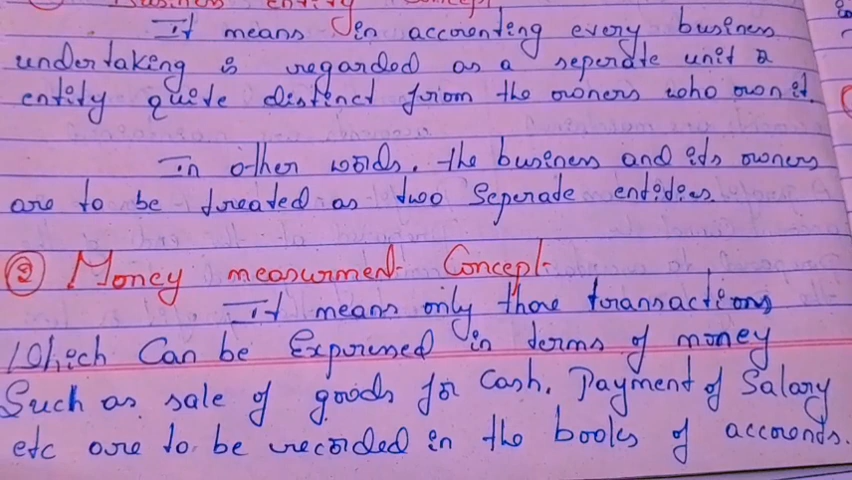 Business entity Concept
It means in accounting every business
undertaking is regarded as a seperate unit &
entity quite distinct from the owners who own it.
In other words, the business and its owners
are to be treated as two Seperate entities.
② Money measurment Concept-
It means only those transactions
Which Can be Expressed in terms of money
Such as sale of goods for Cash, Payment of Salary
etc are to be recorded in the books of accounts.